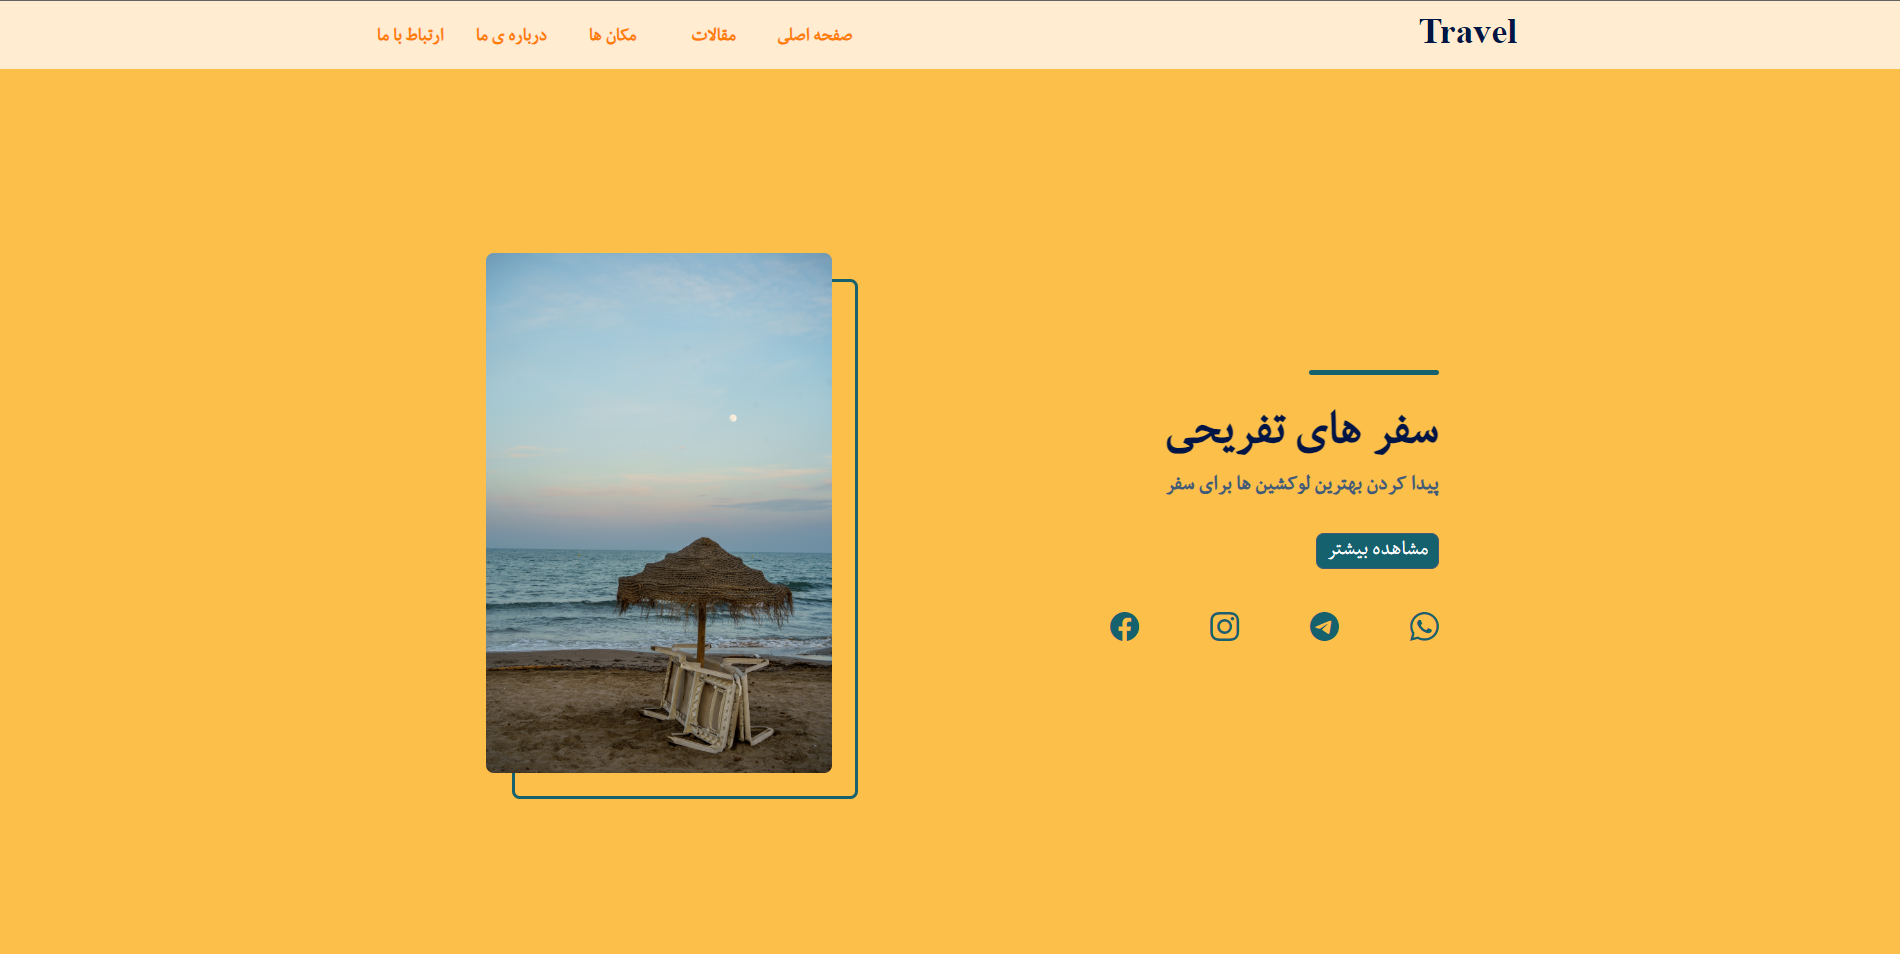 Travel
صفحه اصلی
مقالات
مکان ها
درباره ی ما
ارتباط با ما
سفر های تفریحی
پیدا کردن بهترین لوکشین ها برای سفر
مشاهده بیشتر